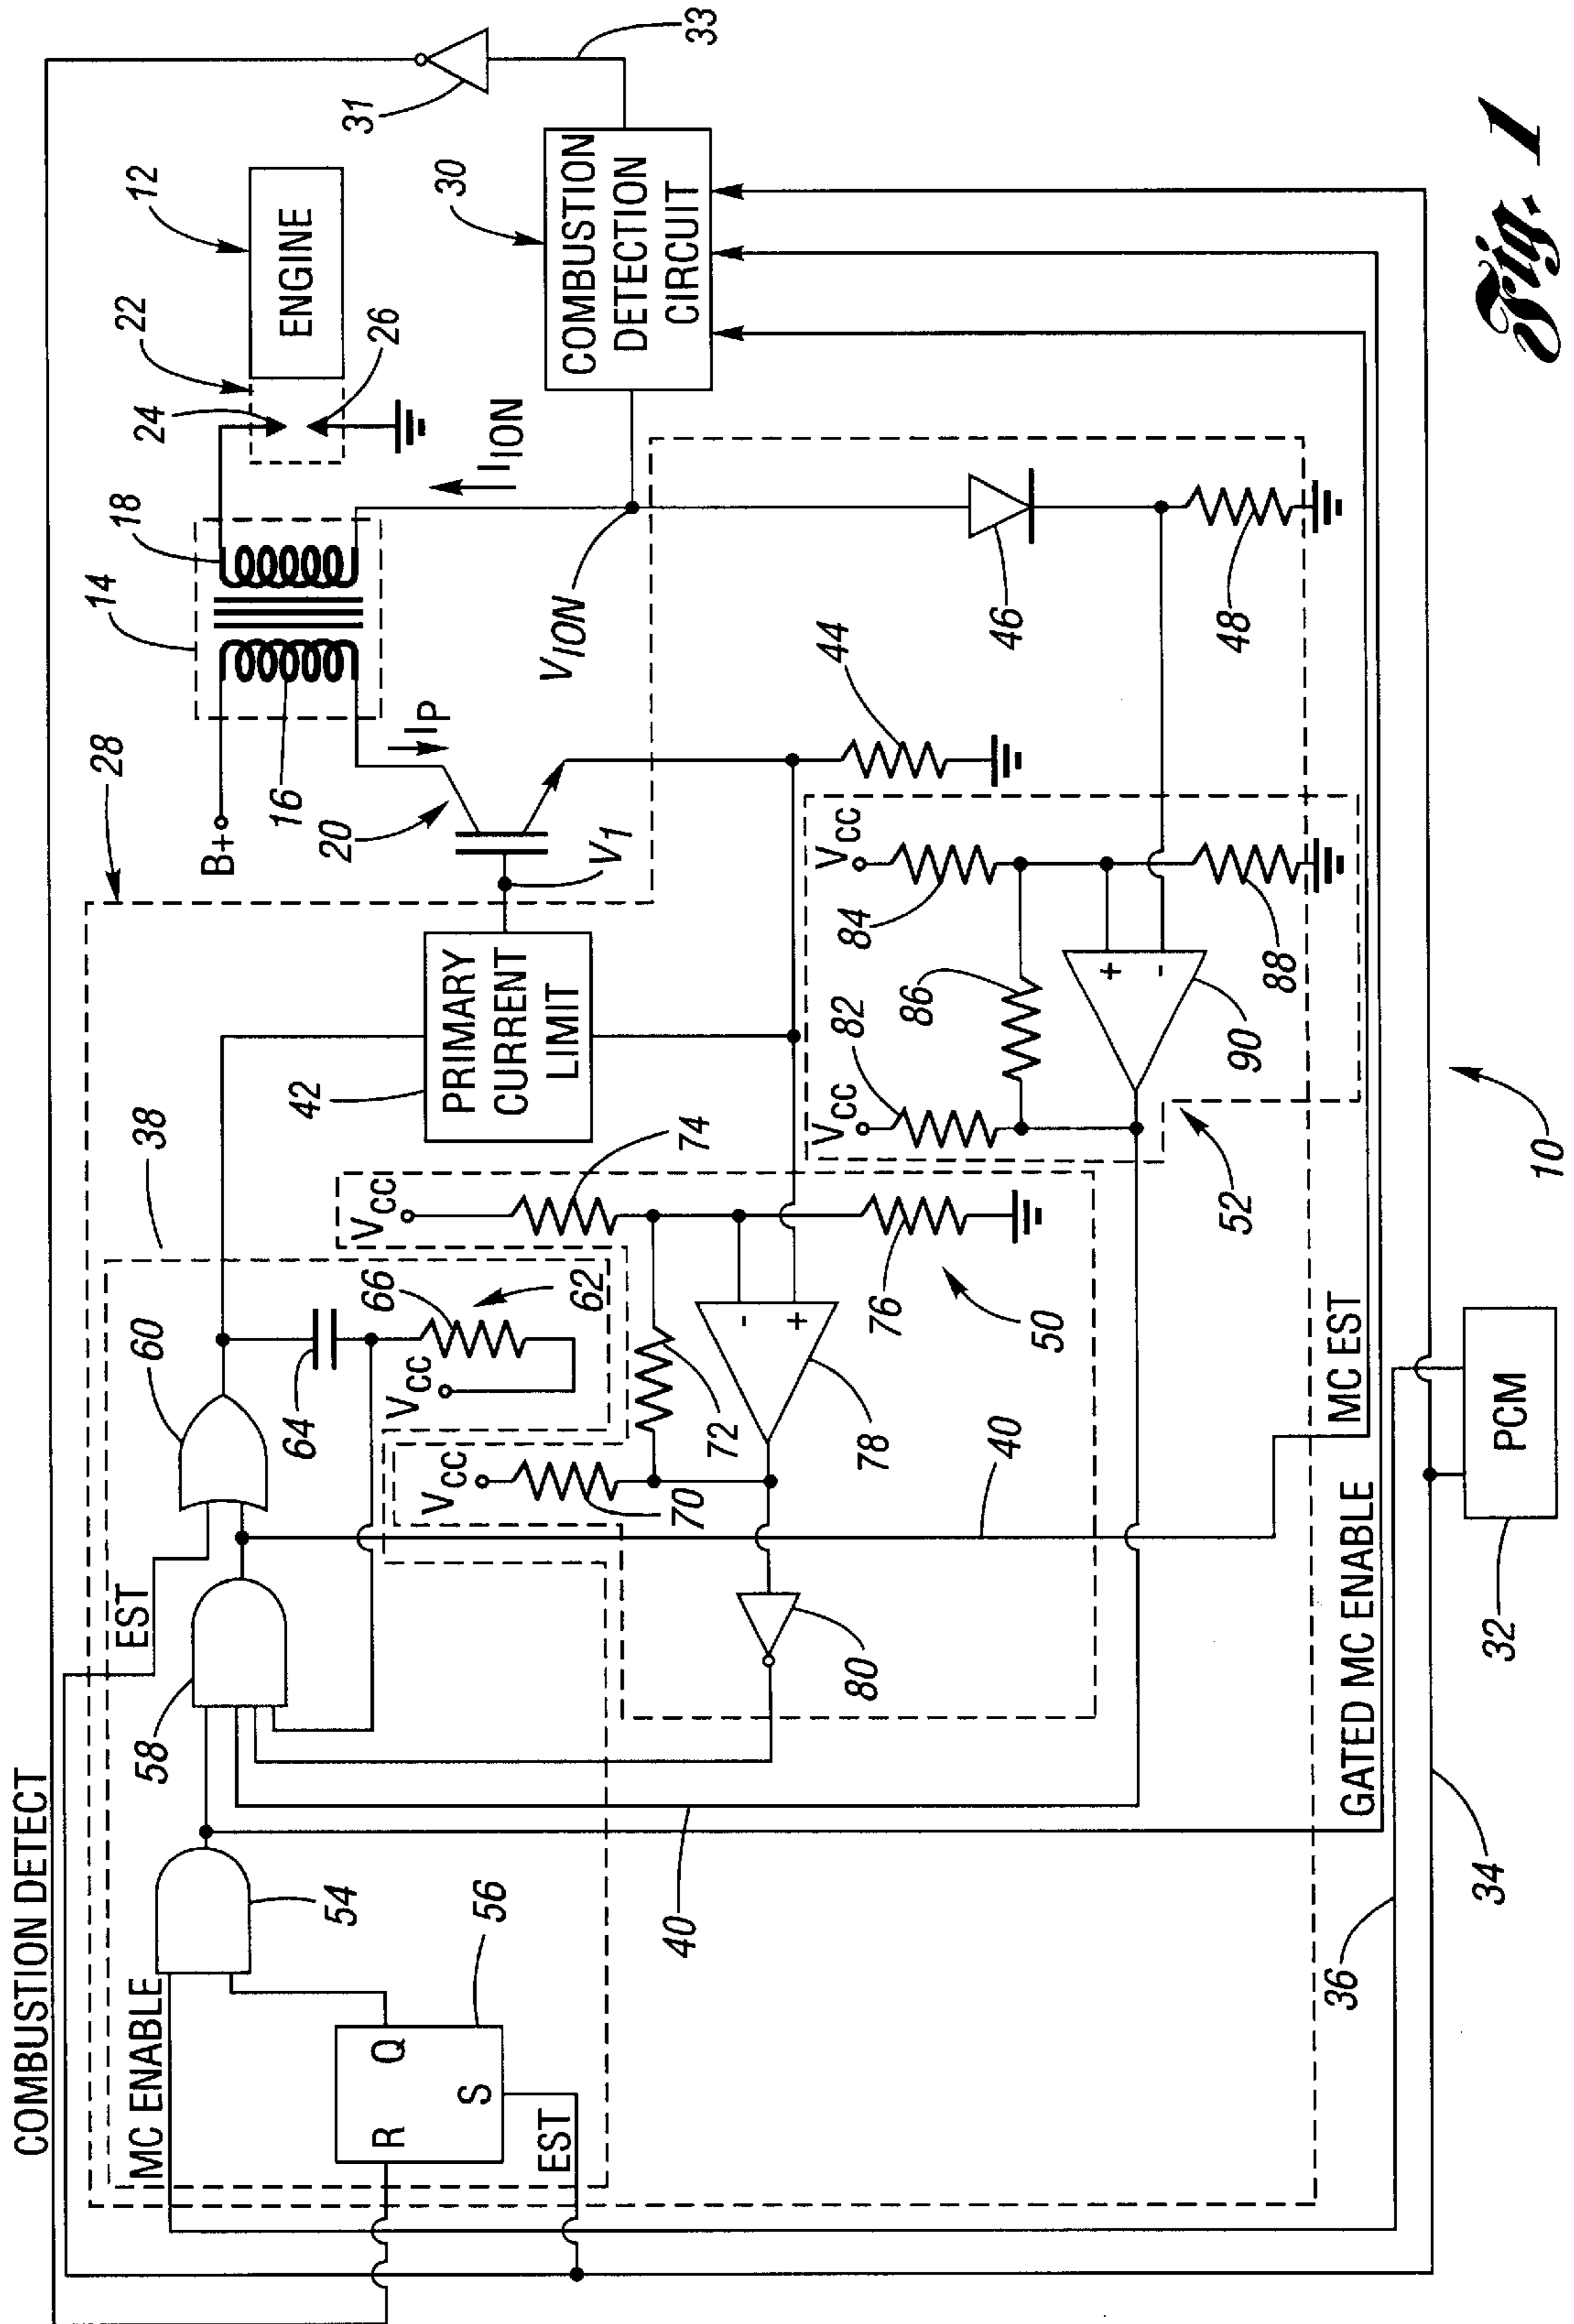 COMBUSTION DETECT
MC ENABLE
R
Q
S
EST
56
54
EST
58
60
38
64
66
VCC
62
VCC
70
72
VCC
74
76
78
80
50
40
40
MC EST
GATED MC ENABLE
36
34
32
PCM
10
28
B+
14
16
18
20
IP
V1
PRIMARY
CURRENT
LIMIT
42
44
VION
IION
22
24
26
12
ENGINE
30
COMBUSTION
DETECTION
CIRCUIT
31
33
46
48
VCC
82
VCC
84
86
88
90
+
-
-
+
52
Fig. 1